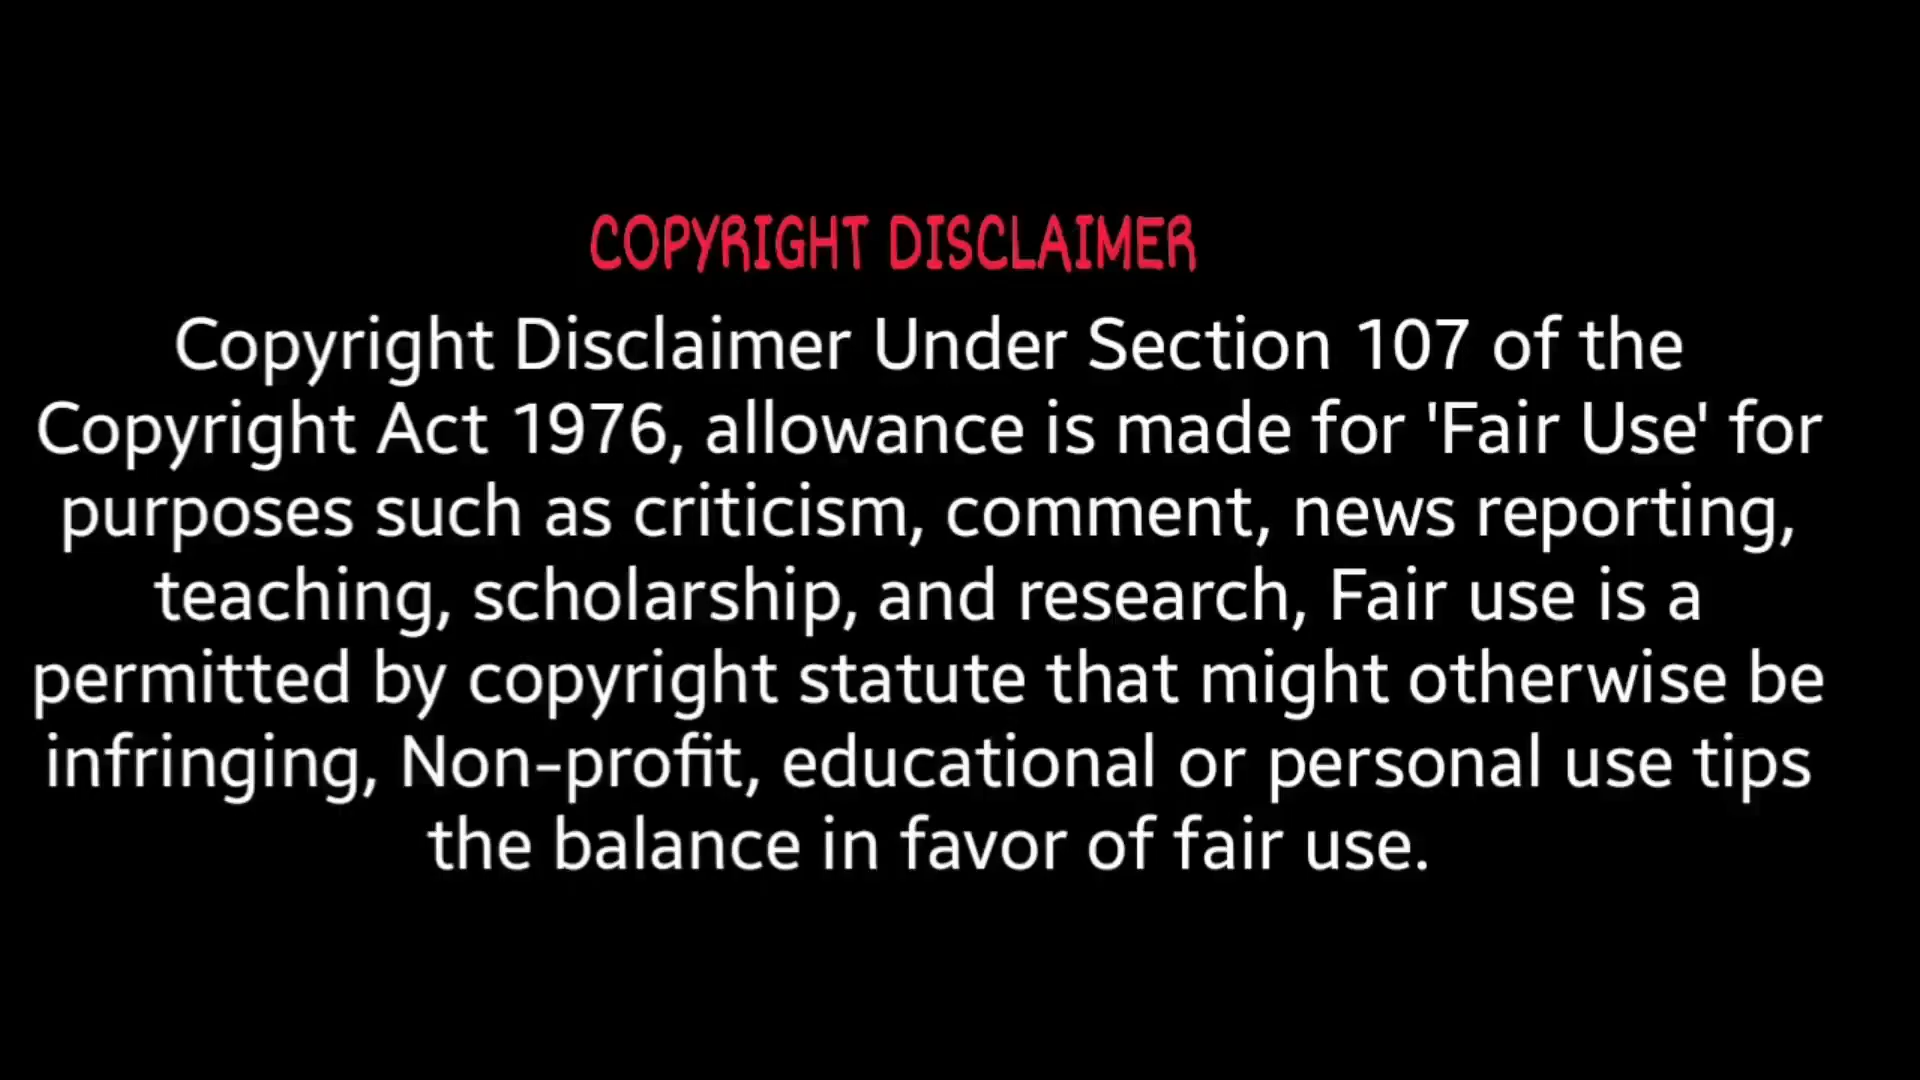 COPYRIGHT DISCLAIMER
Copyright Disclaimer Under Section 107 of the
Copyright Act 1976, allowance is made for 'Fair Use' for
purposes such as criticism, comment, news reporting,
teaching, scholarship, and research, Fair use is a
permitted by copyright statute that might otherwise be
infringing, Non-profit, educational or personal use tips
the balance in favor of fair use.